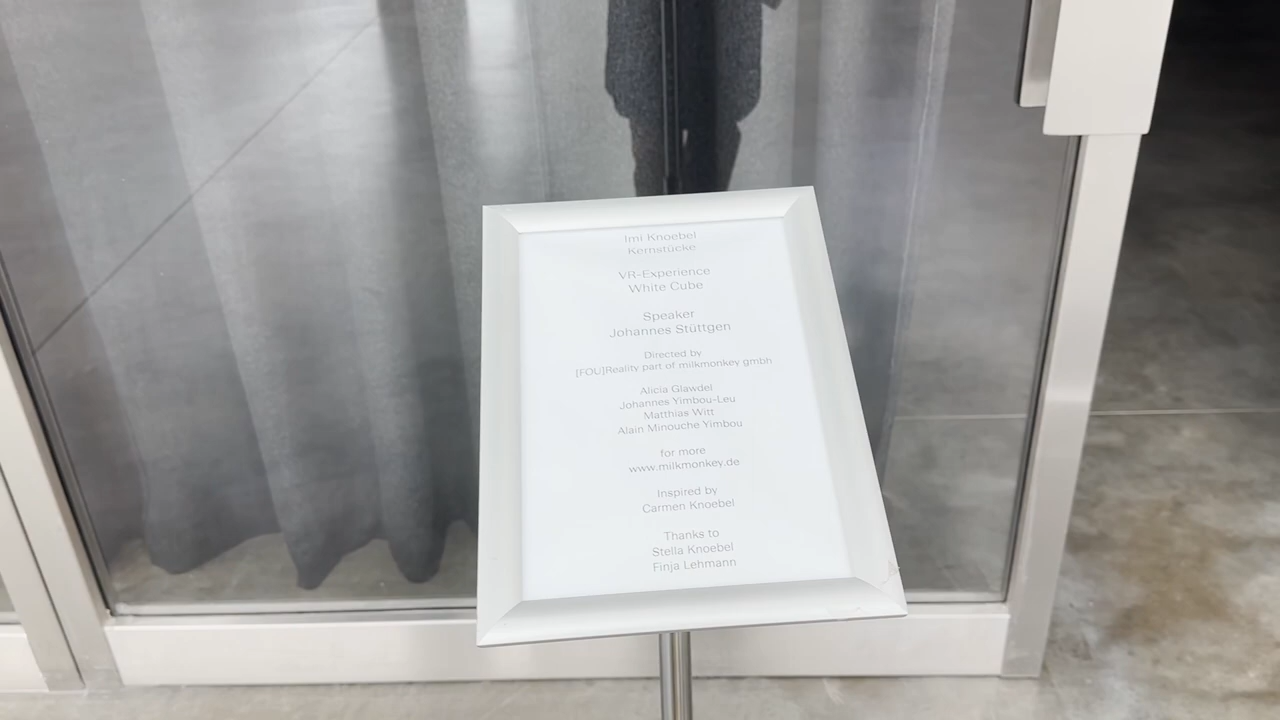 Imi Knoebel
Kernstücke
VR-Experience
White Cube
Speaker
Johannes Stüttgen
Directed by
[FOU]Reality part of milkmonkey gmbh
Alicia Glawdel
Johannes Yimbou-Leu
Matthias Witt
Alain Minouche Yimbou
for more
www.milkmonkey.de
Inspired by
Carmen Knoebel
Thanks to
Stella Knoebel
Finja Lehmann